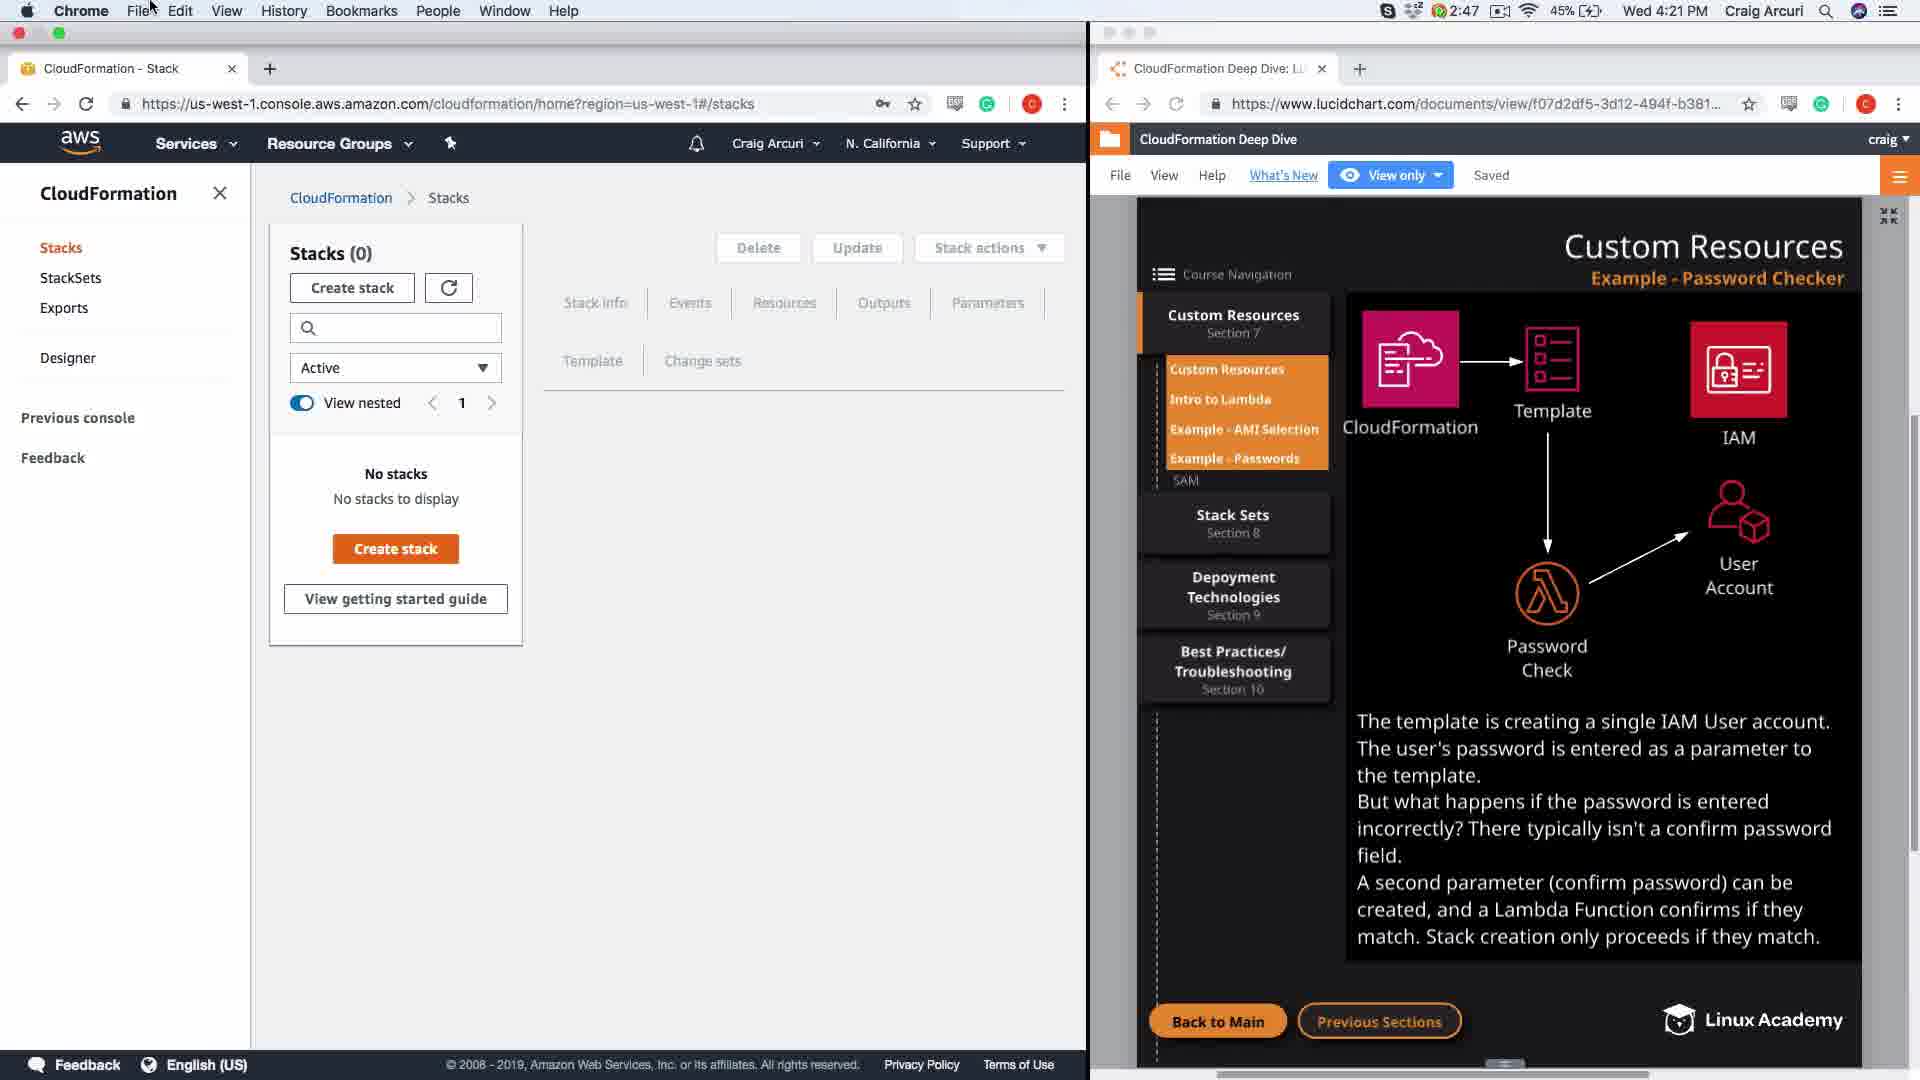 Chrome File Edit View History Bookmarks People Window Help
2:47 45% Wed 4:21 PM Craig Arcuri
CloudFormation - Stack
https://us-west-1.console.aws.amazon.com/cloudformation/home?region=us-west-1#/stacks
aws Services Resource Groups Craig Arcuri N. California Support
CloudFormation
Stacks
StackSets
Exports
Designer
Previous console
Feedback
CloudFormation > Stacks
Stacks (0)
Create stack
Active
View nested 1
No stacks
No stacks to display
Create stack
View getting started guide
Delete Update Stack actions
Stack info Events Resources Outputs Parameters
Template Change sets
Feedback English (US)
© 2008 - 2019, Amazon Web Services, Inc. or its affiliates. All rights reserved. Privacy Policy Terms of Use
CloudFormation Deep Dive: Lu
https://www.lucidchart.com/documents/view/f07d2df5-3d12-494f-b381...
CloudFormation Deep Dive craig
File View Help What's New View only Saved
Custom Resources
Example - Password Checker
Course Navigation
Custom Resources
Section 7
Custom Resources
Intro to Lambda
Example - AMI Selection
Example - Passwords
SAM
Stack Sets
Section 8
Depoyment
Technologies
Section 9
Best Practices/
Troubleshooting
Section 10
CloudFormation
Template
IAM
User
Account
Password
Check
The template is creating a single IAM User account.
The user's password is entered as a parameter to
the template.
But what happens if the password is entered
incorrectly? There typically isn't a confirm password
field.
A second parameter (confirm password) can be
created, and a Lambda Function confirms if they
match. Stack creation only proceeds if they match.
Back to Main
Previous Sections
Linux Academy